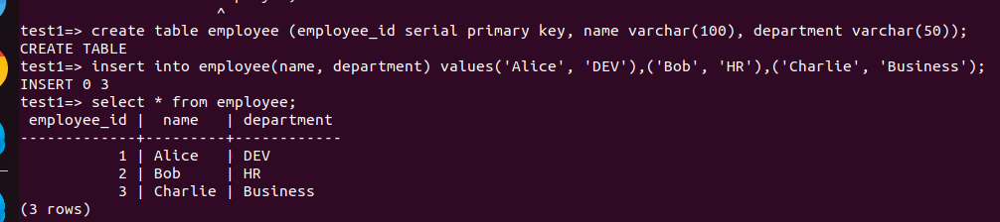 ^
test1=> create table employee (employee_id serial primary key, name varchar(100), department varchar(50));
CREATE TABLE
test1=> insert into employee(name, department) values('Alice', 'DEV'),('Bob', 'HR'),('Charlie', 'Business');
INSERT 0 3
test1=> select * from employee;
 employee_id |  name   | department
-------------+---------+------------
           1 | Alice   | DEV
           2 | Bob     | HR
           3 | Charlie | Business
(3 rows)